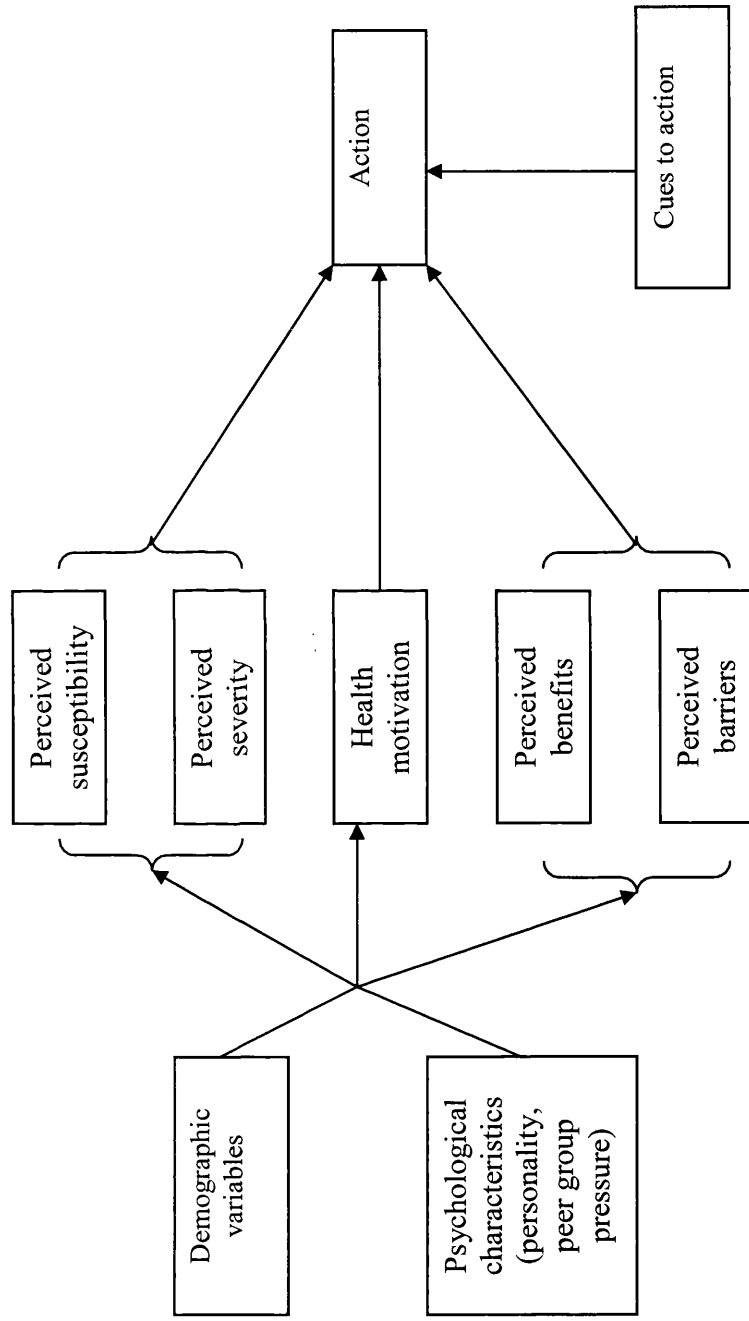 Demographic
variables
Psychological
characteristics
(personality,
peer group
pressure)
Perceived
susceptibility
Perceived
severity
Health
motivation
Perceived
benefits
Perceived
barriers
Action
Cues to action